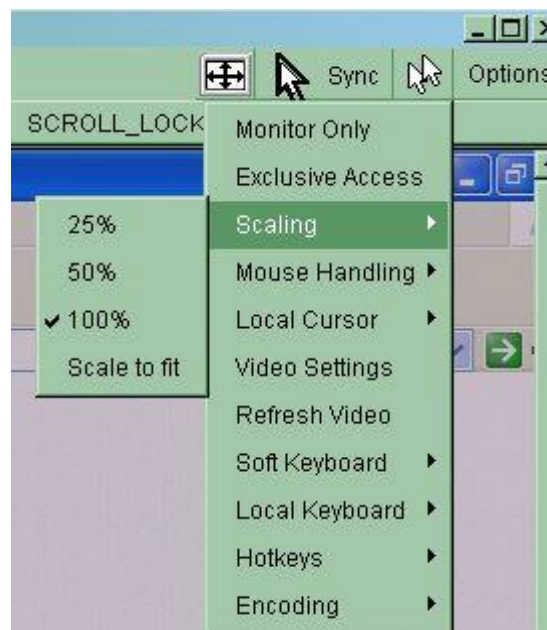 Sync
Options
SCROLL_LOCK
Monitor Only
Exclusive Access
Scaling
Mouse Handling
Local Cursor
Video Settings
Refresh Video
Soft Keyboard
Local Keyboard
Hotkeys
Encoding
25%
50%
100%
Scale to fit